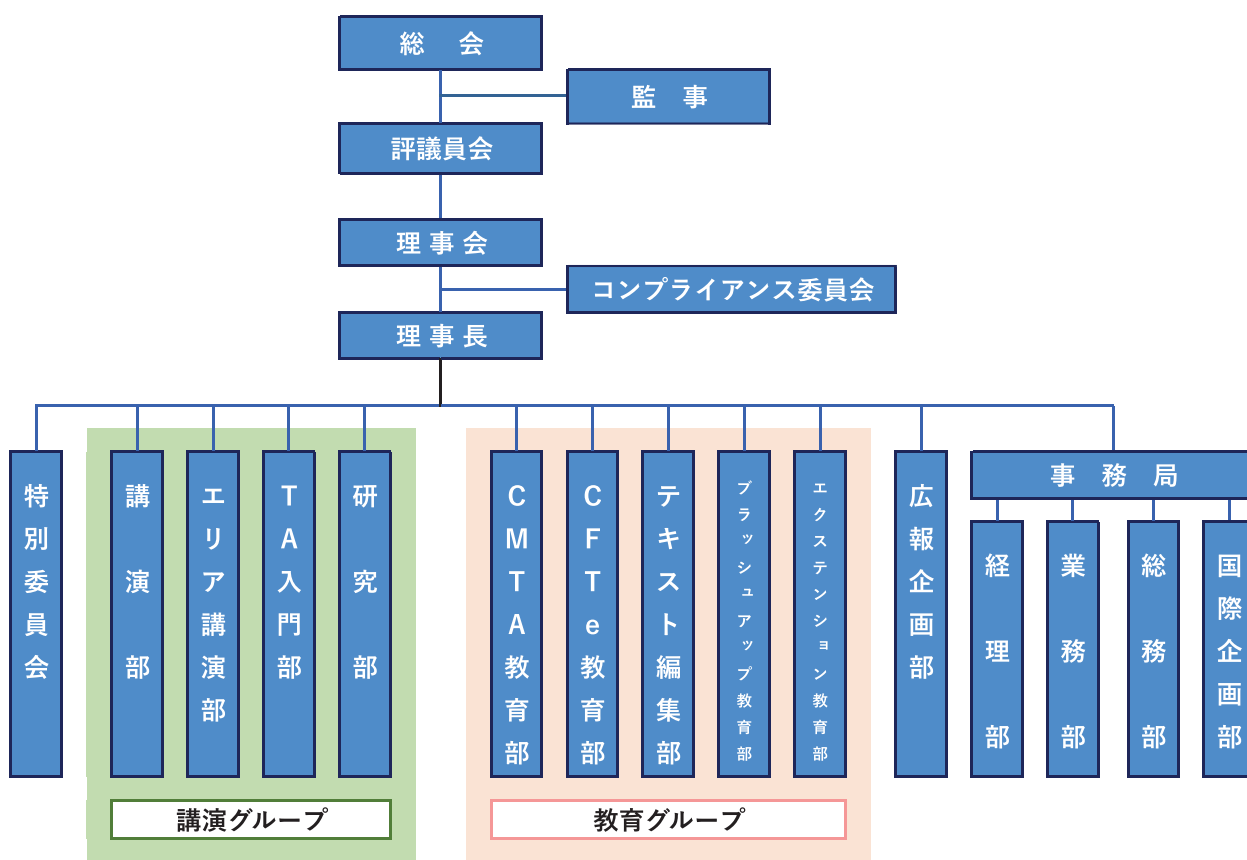 総　会
監　事
評議員会
理 事 会
コンプライアンス委員会
理 事 長
特別委員会
講演部
エリア講演部
TA入門部
研究部
講演グループ
CMTA教育部
CFTe教育部
テキスト編集部
ブラッシュアップ教育部
エクステンション教育部
教育グループ
広報企画部
事　務　局
経理部
業務部
総務部
国際企画部